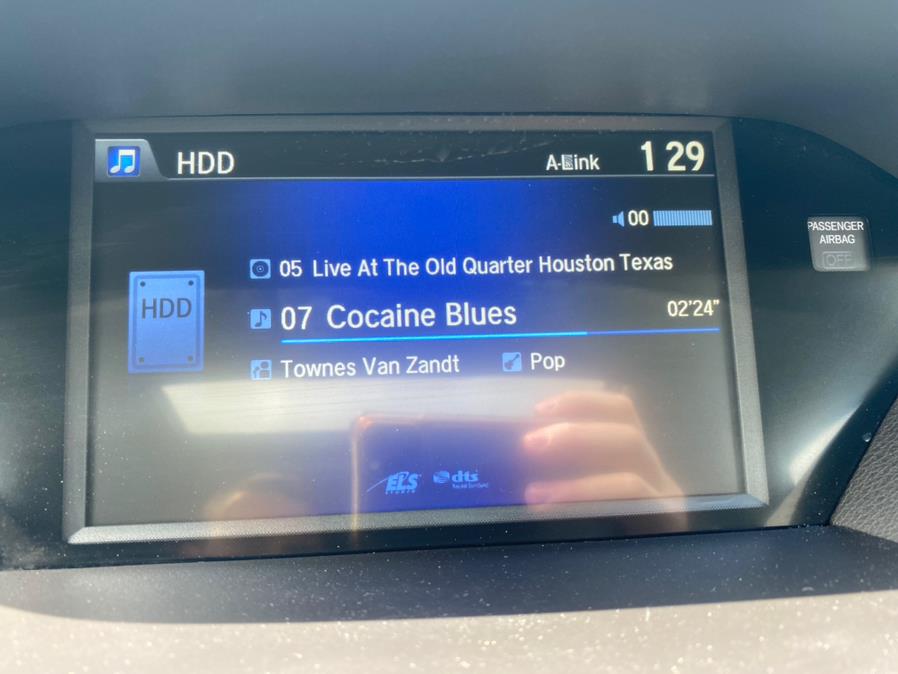 HDD A-Link 1 29
00
PASSENGER
AIRBAG
OFF
05 Live At The Old Quarter Houston Texas
HDD
07 Cocaine Blues 02'24"
Townes Van Zandt Pop
ELS dts
STUDIO